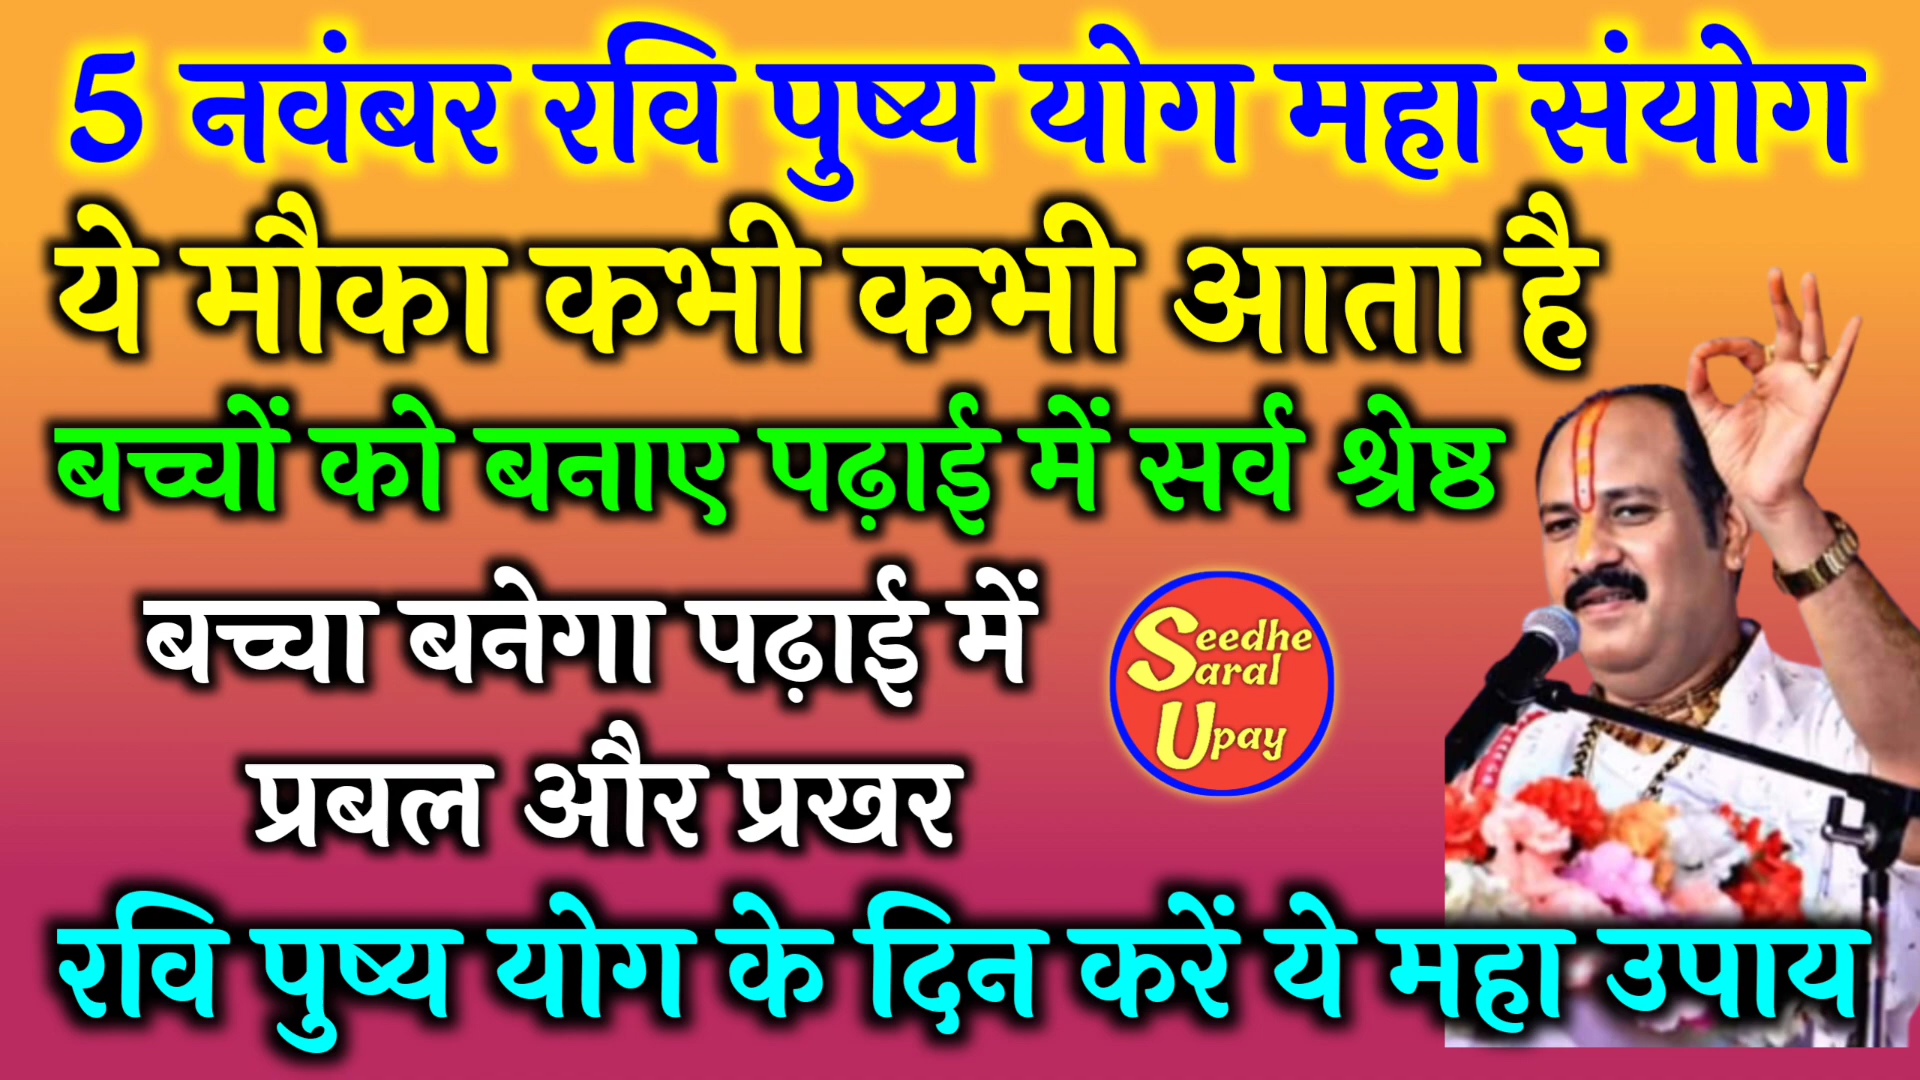 5 नवंबर रवि पुष्य योग महा संयोग
ये मौका कभी कभी आता है
बच्चों को बनाए पढ़ाई में सर्व श्रेष्ठ
बच्चा बनेगा पढ़ाई में
प्रबल और प्रखर
Seedhe
Saral
Upay
रवि पुष्य योग के दिन करें ये महा उपाय